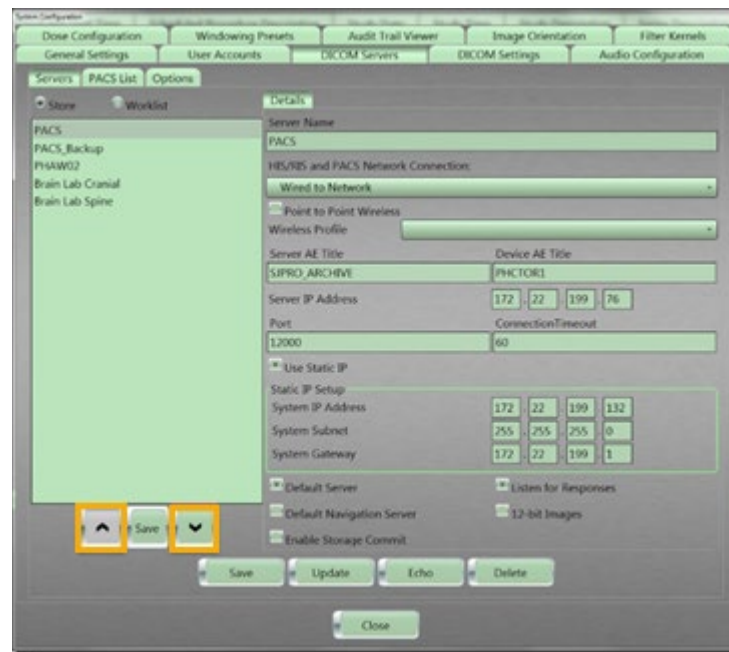 System Configuration
Dose Configuration Windowing Presets Audit Trail Viewer Image Orientation Filter Kernels
General Settings User Accounts DICOM Servers DICOM Settings Audio Configuration
Servers PACS List Options
Store Worklist
PACS
PACS_Backup
PHAW02
Brain Lab Cranial
Brain Lab Spine
Save
Details
Server Name
PACS
HIS/RIS and PACS Network Connection:
Wired to Network
Point to Point Wireless
Wireless Profile
Server AE Title Device AE Title
SJPRO_ARCHIVE PHCTOR1
Server IP Address 172 . 22 . 199 . 76
Port ConnectionTimeout
12000 60
Use Static IP
Static IP Setup
System IP Address 172 . 22 . 199 . 132
System Subnet 255 . 255 . 255 . 0
System Gateway 172 . 22 . 199 . 1
Default Server Listen for Responses
Default Navigation Server 12-bit Images
Enable Storage Commit
Save Update Echo Delete
Close